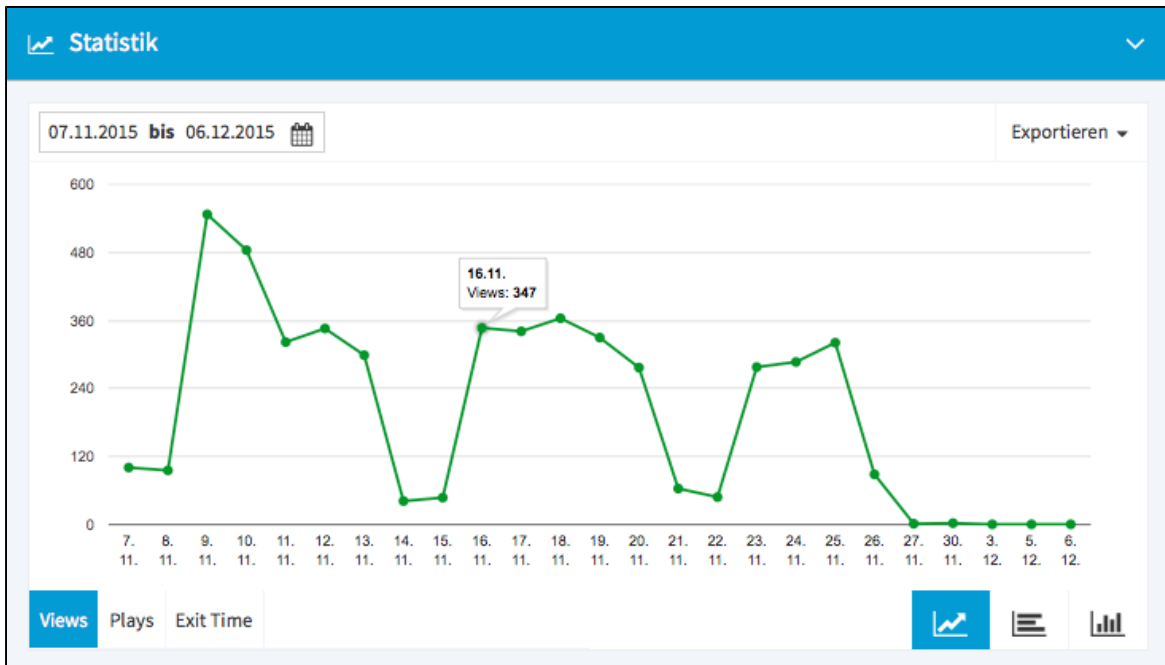 Statistik
07.11.2015 bis 06.12.2015
Exportieren
600
480
360
240
120
0
16.11.
Views: 347
7. 8. 9. 10. 11. 12. 13. 14. 15. 16. 17. 18. 19. 20. 21. 22. 23. 24. 25. 26. 27. 30. 3. 5. 6.
11. 11. 11. 11. 11. 11. 11. 11. 11. 11. 11. 11. 11. 11. 11. 11. 11. 11. 11. 11. 11. 11. 12. 12. 12.
Views Plays Exit Time